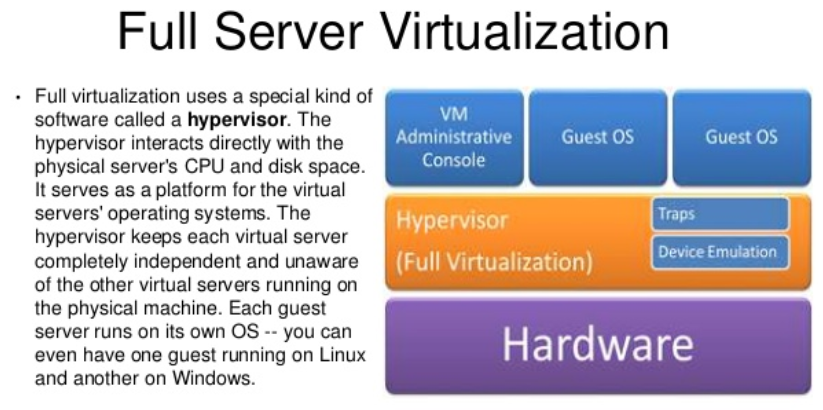 Full Server Virtualization
• Full virtualization uses a special kind of
software called a hypervisor. The
hypervisor interacts directly with the
physical server's CPU and disk space.
It serves as a platform for the virtual
servers' operating systems. The
hypervisor keeps each virtual server
completely independent and unaware
of the other virtual servers running on
the physical machine. Each guest
server runs on its own OS -- you can
even have one guest running on Linux
and another on Windows.
VM
Administrative
Console
Guest OS
Guest OS
Hypervisor
(Full Virtualization)
Traps
Device Emulation
Hardware